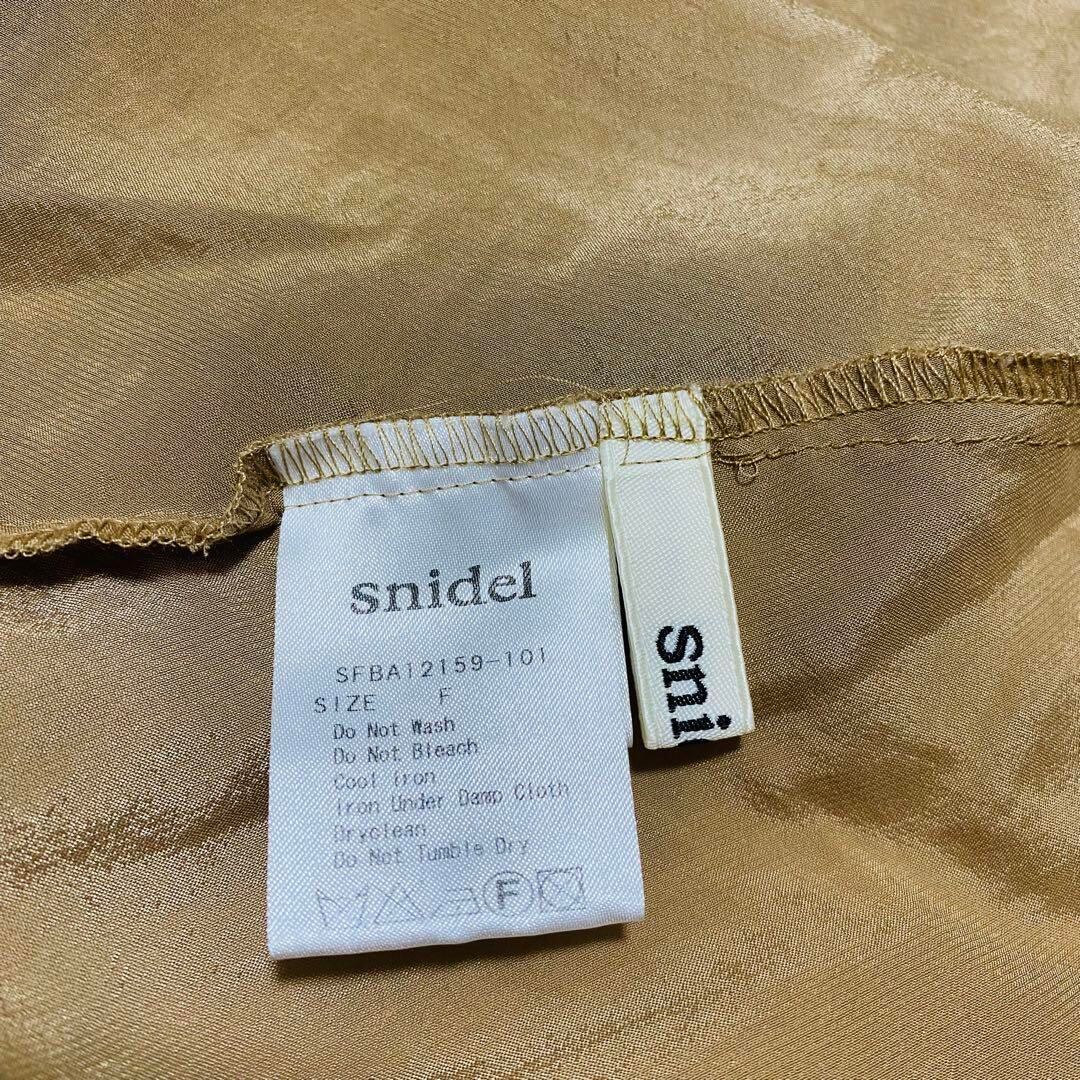 snidel
SFBA12159-101
SIZE F
Do Not Wash
Do Not Bleach
Cool Iron
Iron Under Damp Cloth
Dryclean
Do Not Tumble Dry
F
sni